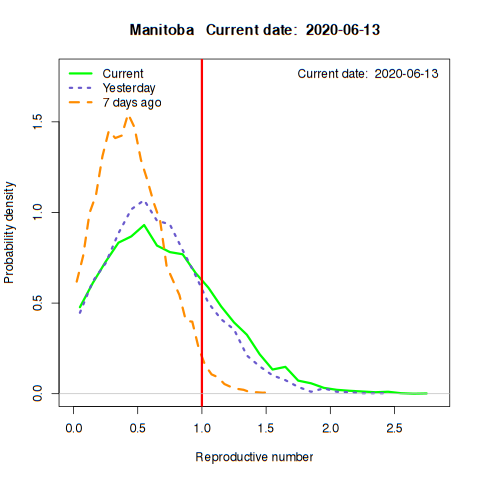 Manitoba Current date: 2020-06-13
Current date: 2020-06-13
Current
Yesterday
7 days ago
Probability density
1.5
1.0
0.5
0.0
0.0 0.5 1.0 1.5 2.0 2.5
Reproductive number